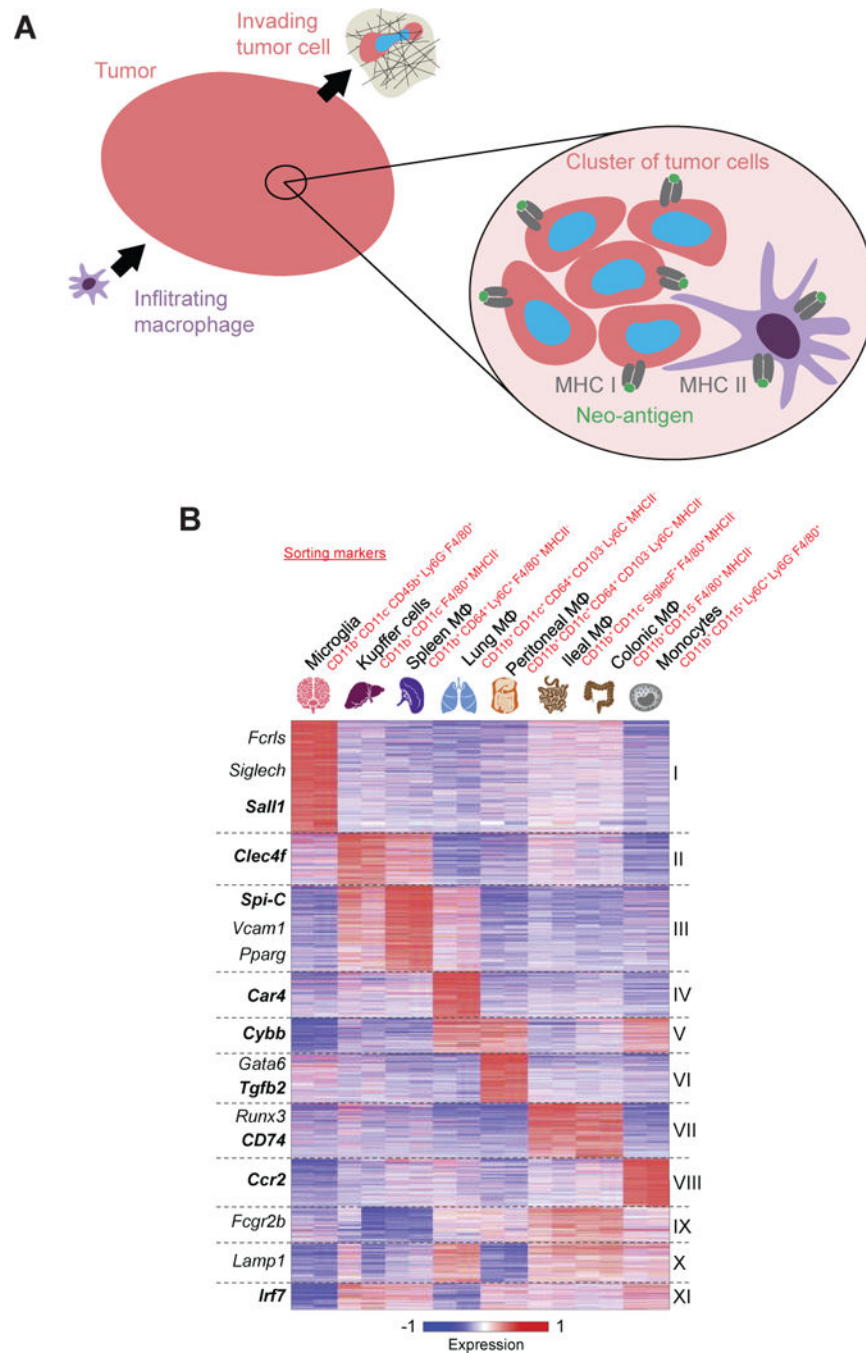 A
Invading
tumor cell
Tumor
Inflitrating
macrophage
Cluster of tumor cells
MHC I
MHC II
Neo-antigen
B
Sorting markers
Microglia
CD11b⁺ CD11c⁻ CD45b⁺ Ly6G⁻ F4/80⁺
Kupffer cells
CD11b⁺ CD11c⁻ F4/80⁺ MHCII⁻
Spleen MΦ
CD11b⁺ CD64⁺ Ly6C⁺ F4/80⁺ MHCII⁻
Lung MΦ
CD11b⁺ CD11c⁺ CD64⁺ CD103⁻ Ly6C⁻ MHCII⁻
Peritoneal MΦ
CD11b⁺ CD11c⁻ CD64⁺ CD103⁻ Ly6C⁻ MHCII⁻
Ileal MΦ
CD11b⁺ CD11c⁻ SiglecF⁺ F4/80⁺ MHCII⁻
Colonic MΦ
CD11b⁺ CD115⁻ F4/80⁺ MHCII⁻
Monocytes
CD11b⁺ CD115⁺ Ly6C⁺ Ly6G⁻ F4/80⁺
Fcrls
Siglech
Sall1
I
Clec4f
II
Spi-C
Vcam1
Pparg
III
Car4
IV
Cybb
V
Gata6
Tgfb2
VI
Runx3
CD74
VII
Ccr2
VIII
Fcgr2b
IX
Lamp1
X
Irf7
XI
-1 1
Expression